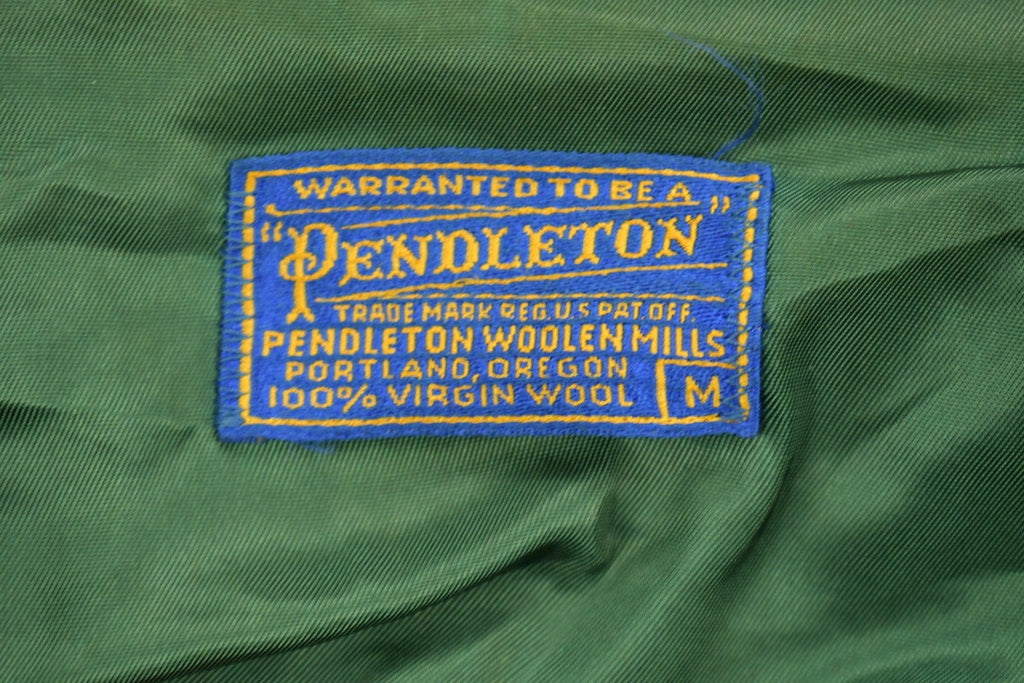 WARRANTED TO BE A
"PENDLETON"
TRADE MARK REG. U.S. PAT. OFF.
PENDLETON WOOLEN MILLS
PORTLAND, OREGON
100% VIRGIN WOOL M